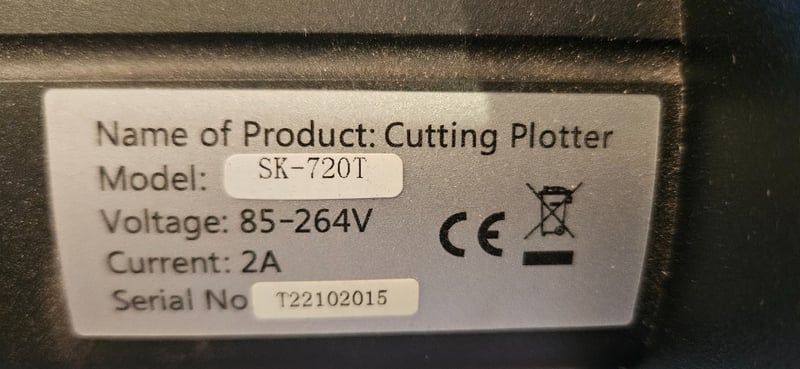 Name of Product: Cutting Plotter
Model: SK-720T
Voltage: 85-264V
Current: 2A
Serial No T22102015
CE